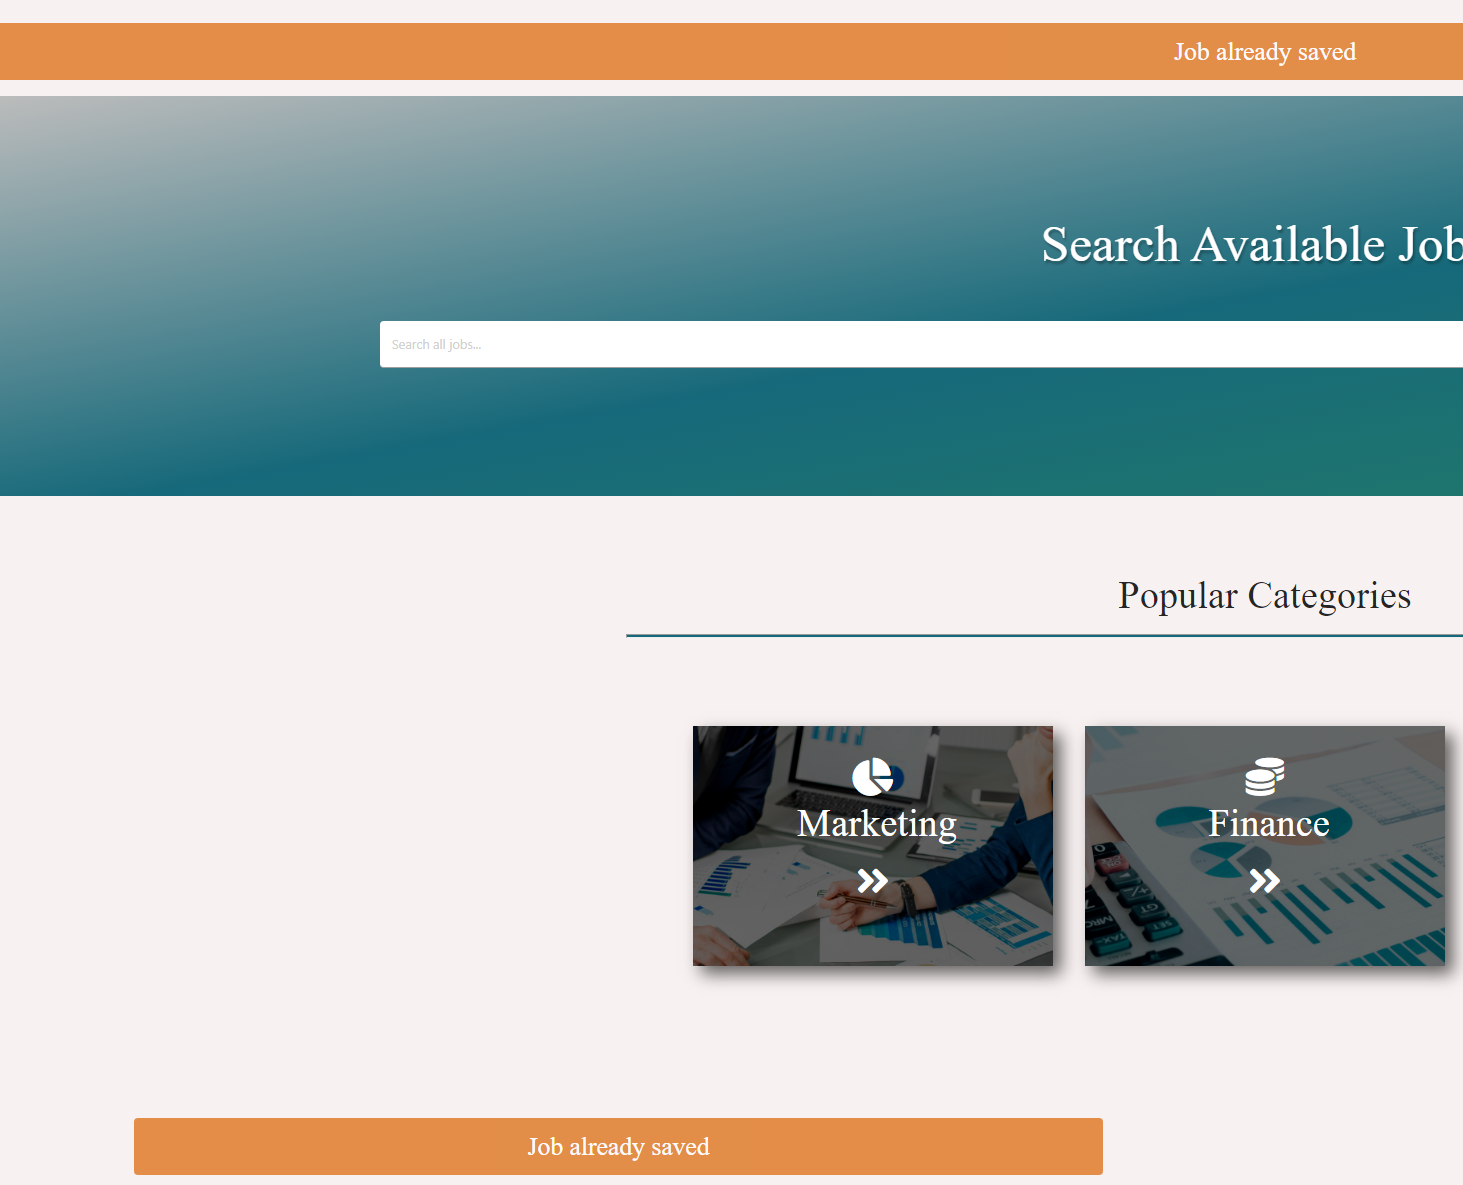 Job already saved
Search Available Job
Search all jobs...
Popular Categories
Marketing
Finance
Job already saved